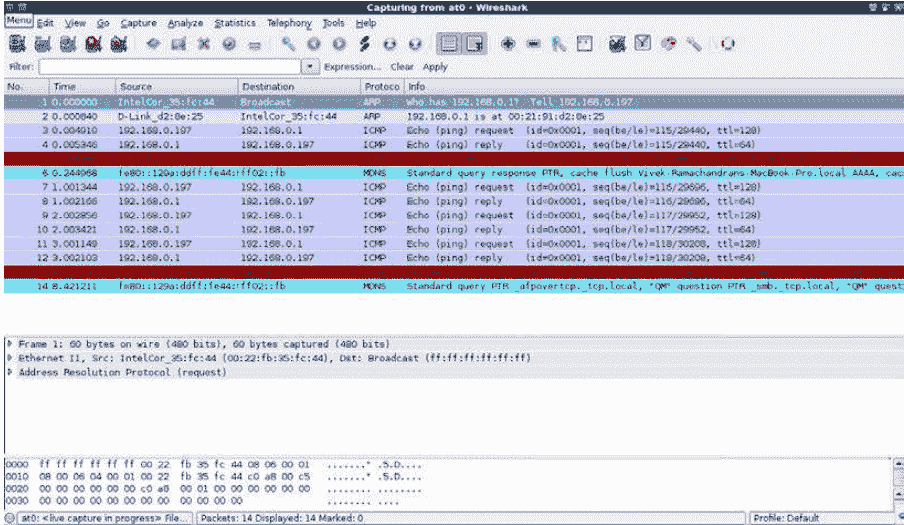 Capturing from at0 - Wireshark
Menu Edit View Go Capture Analyze Statistics Telephony Tools Help
Filter: Expression... Clear Apply
No. Time Source Destination Protoco Info
1 0.000000 IntelCor_35:fc:44 Broadcast ARP Who has 192.168.0.1? Tell 192.168.0.197
2 0.000840 D-Link_d2:8e:25 IntelCor_35:fc:44 ARP 192.168.0.1 is at 00:21:91:d2:8e:25
3 0.004910 192.168.0.197 192.168.0.1 ICMP Echo (ping) request (id=0x0001, seq(be/le)=115/29440, ttl=128)
4 0.005346 192.168.0.1 192.168.0.197 ICMP Echo (ping) reply (id=0x0001, seq(be/le)=115/29440, ttl=64)
6 0.244968 fe80::129a:ddff:fe44:ff02::fb MDNS Standard query response PTR, cache flush Vivek-Ramachandrans-MacBook-Pro.local AAAA, cac
7 1.001344 192.168.0.197 192.168.0.1 ICMP Echo (ping) request (id=0x0001, seq(be/le)=116/29696, ttl=128)
8 1.002166 192.168.0.1 192.168.0.197 ICMP Echo (ping) reply (id=0x0001, seq(be/le)=116/29696, ttl=64)
9 2.002856 192.168.0.197 192.168.0.1 ICMP Echo (ping) request (id=0x0001, seq(be/le)=117/29952, ttl=128)
10 2.003421 192.168.0.1 192.168.0.197 ICMP Echo (ping) reply (id=0x0001, seq(be/le)=117/29952, ttl=64)
11 3.001149 192.168.0.197 192.168.0.1 ICMP Echo (ping) request (id=0x0001, seq(be/le)=118/30208, ttl=128)
12 3.002103 192.168.0.1 192.168.0.197 ICMP Echo (ping) reply (id=0x0001, seq(be/le)=118/30208, ttl=64)
14 8.421211 fe80::129a:ddff:fe44:ff02::fb MDNS Standard query PTR _afpovertcp._tcp.local, "QM" question PTR _smb._tcp.local, "QM" quest
Frame 1: 60 bytes on wire (480 bits), 60 bytes captured (480 bits)
Ethernet II, Src: IntelCor_35:fc:44 (00:22:fb:35:fc:44), Dst: Broadcast (ff:ff:ff:ff:ff:ff)
Address Resolution Protocol (request)
0000 ff ff ff ff ff ff 00 22 fb 35 fc 44 08 06 00 01 ......." .5.D....
0010 08 00 06 04 00 01 00 22 fb 35 fc 44 c0 a8 00 c5 ......." .5.D....
0020 00 00 00 00 00 00 c0 a8 00 01 00 00 00 00 00 00 ........ ........
0030 00 00 00 00 00 00 00 00 00 00 00 00 ........ ....
at0: <live capture in progress> File... Packets: 14 Displayed: 14 Marked: 0 Profile: Default